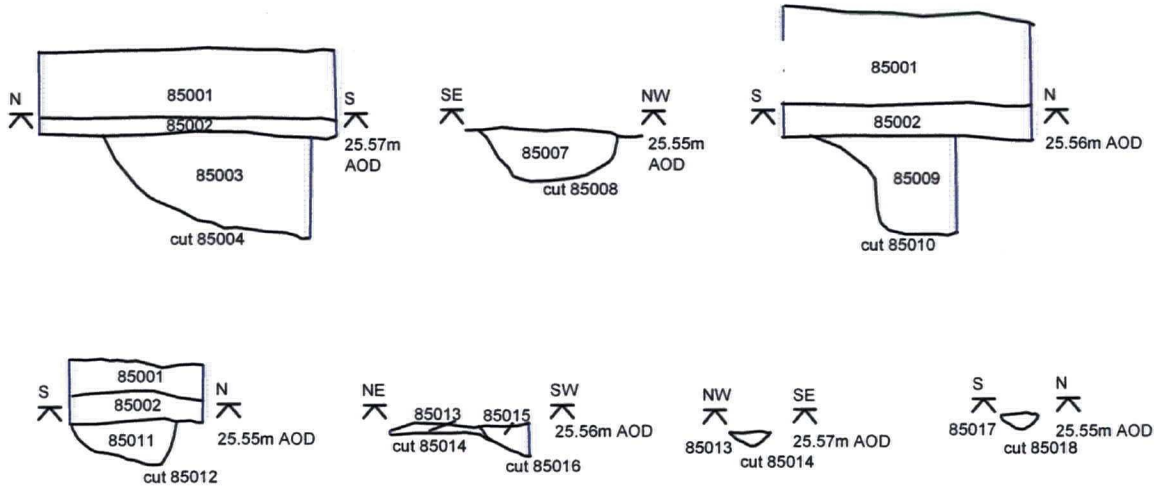 N
85001
85002
S
25.57m
AOD
85003
cut 85004
SE
85007
NW
25.55m
AOD
cut 85008
S
85001
85002
N
25.56m AOD
85009
cut 85010
S
85001
85002
N
25.55m AOD
85011
cut 85012
NE
85013
85015
SW
25.56m AOD
cut 85014
cut 85016
NW
85013
SE
25.57m AOD
cut 85014
S
85017
N
25.55m AOD
cut 85018